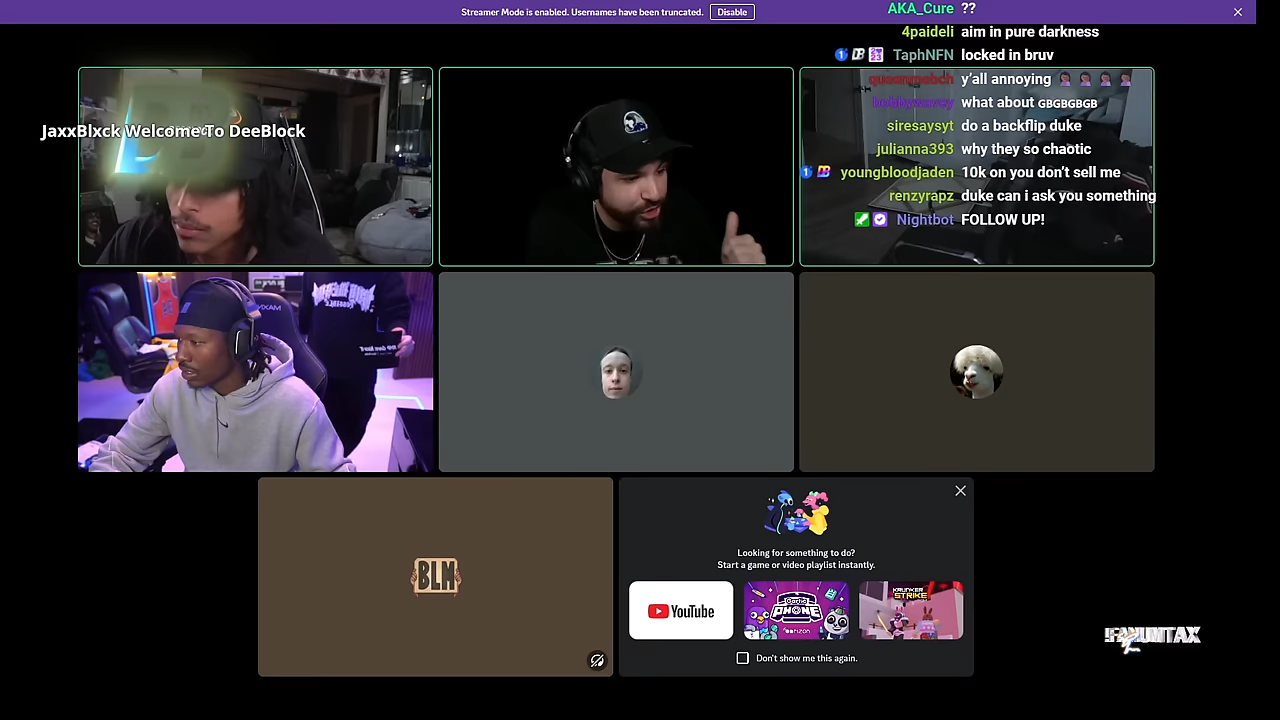 Streamer Mode is enabled. Usernames have been truncated. Disable
AKA_Cure ??
4paideli aim in pure darkness
TaphNFN locked in bruv
y'all annoying
what about GBGBGBGB
siresaysyt do a backflip duke
julianna393 why they so chaotic
youngbloodjaden 10k on you don't sell me
renzyrapz duke can i ask you something
Nightbot FOLLOW UP!
JaxxBlxck Welcome To DeeBlock
BLM
Looking for something to do?
Start a game or video playlist instantly.
YouTube
Gartic
PHONE
KRUNKER
STRIKE
Don't show me this again.